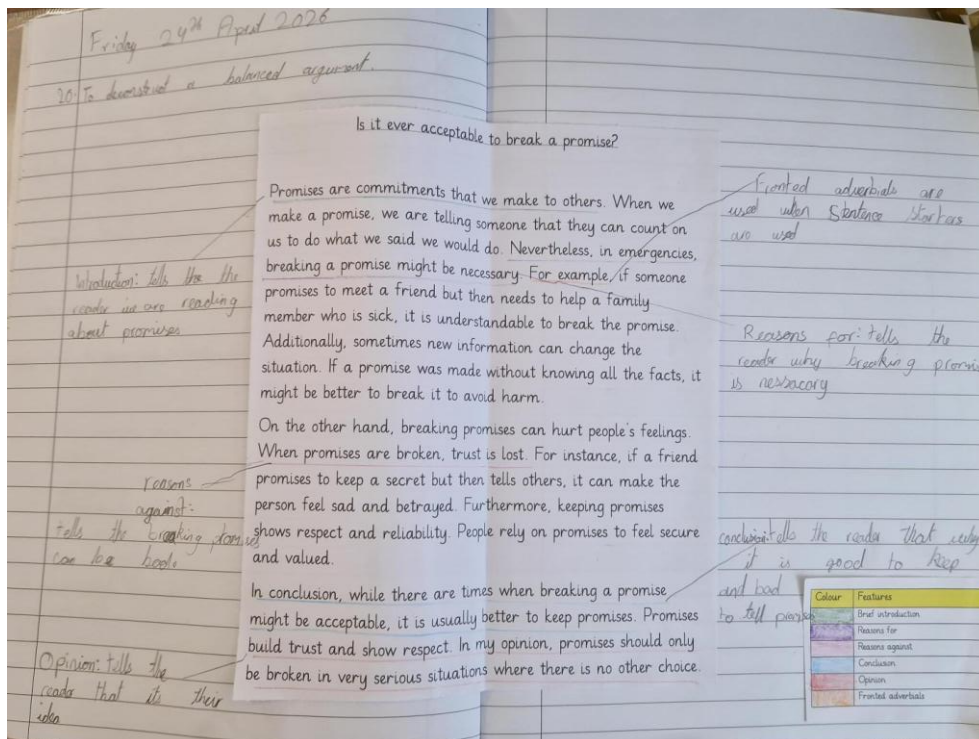 Friday 24th April 2026
20. To deconstruct a balanced argument.
Is it ever acceptable to break a promise?
Promises are commitments that we make to others. When we
make a promise, we are telling someone that they can count on
us to do what we said we would do. Nevertheless, in emergencies,
breaking a promise might be necessary. For example, if someone
promises to meet a friend but then needs to help a family
member who is sick, it is understandable to break the promise.
Additionally, sometimes new information can change the
situation. If a promise was made without knowing all the facts, it
might be better to break it to avoid harm.
On the other hand, breaking promises can hurt people's feelings.
When promises are broken, trust is lost. For instance, if a friend
promises to keep a secret but then tells others, it can make the
person feel sad and betrayed. Furthermore, keeping promises
shows respect and reliability. People rely on promises to feel secure
and valued.
In conclusion, while there are times when breaking a promise
might be acceptable, it is usually better to keep promises. Promises
build trust and show respect. In my opinion, promises should only
be broken in very serious situations where there is no other choice.
Introduction: tells the
reader we are reading
about promises
reasons
against:
tells the breaking
can be bad.
Opinion: tells the
reader that its their
idea
Fronted adverbials are
used when Sentence starters
are used
Reasons for: tells the
reader why breaking
is nessacory
conclusion: tells the reader that
it is good to keep
and bad
to tell
Colour Features
Brief introduction
Reasons for
Reasons against
Conclusion
Opinion
Fronted adverbials